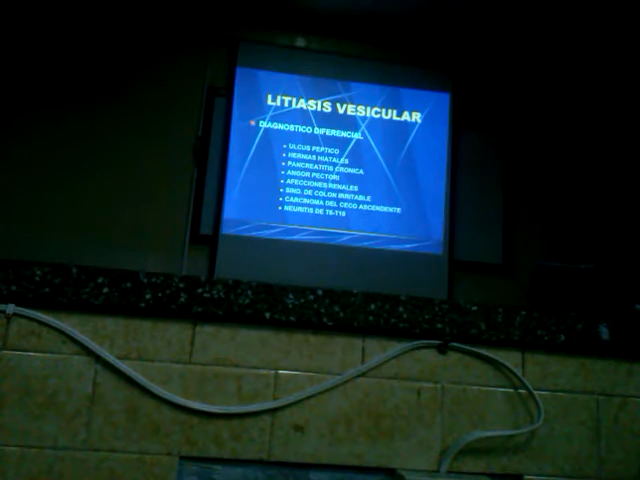 LITIASIS VESICULAR
DIAGNOSTICO DIFERENCIAL
ULCUS PEPTICO
HERNIAS HIATALES
PANCREATITIS CRONICA
ANGOR PECTORI
AFECCIONES RENALES
SIND. DE COLON IRRITABLE
CARCINOMA DEL CECO ASCENDENTE
NEURITIS DE T6-T10